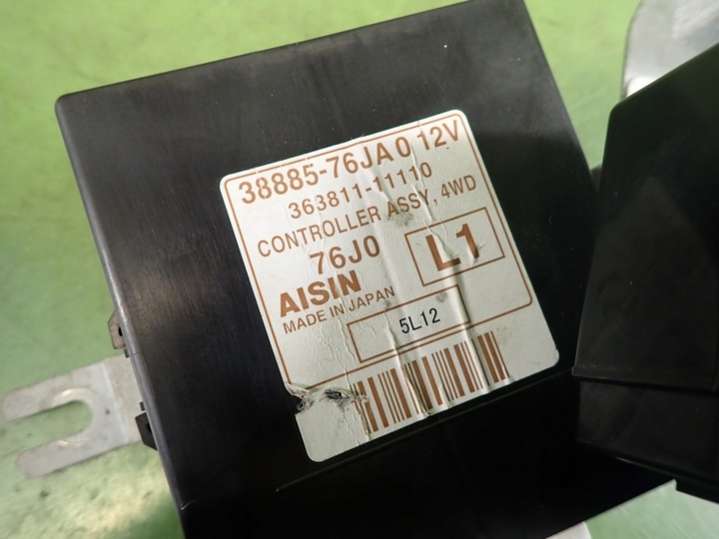 38885-76JA0 12V
363811-11110
CONTROLLER ASSY, 4WD
76J0
L1
AISIN
MADE IN JAPAN
5L12